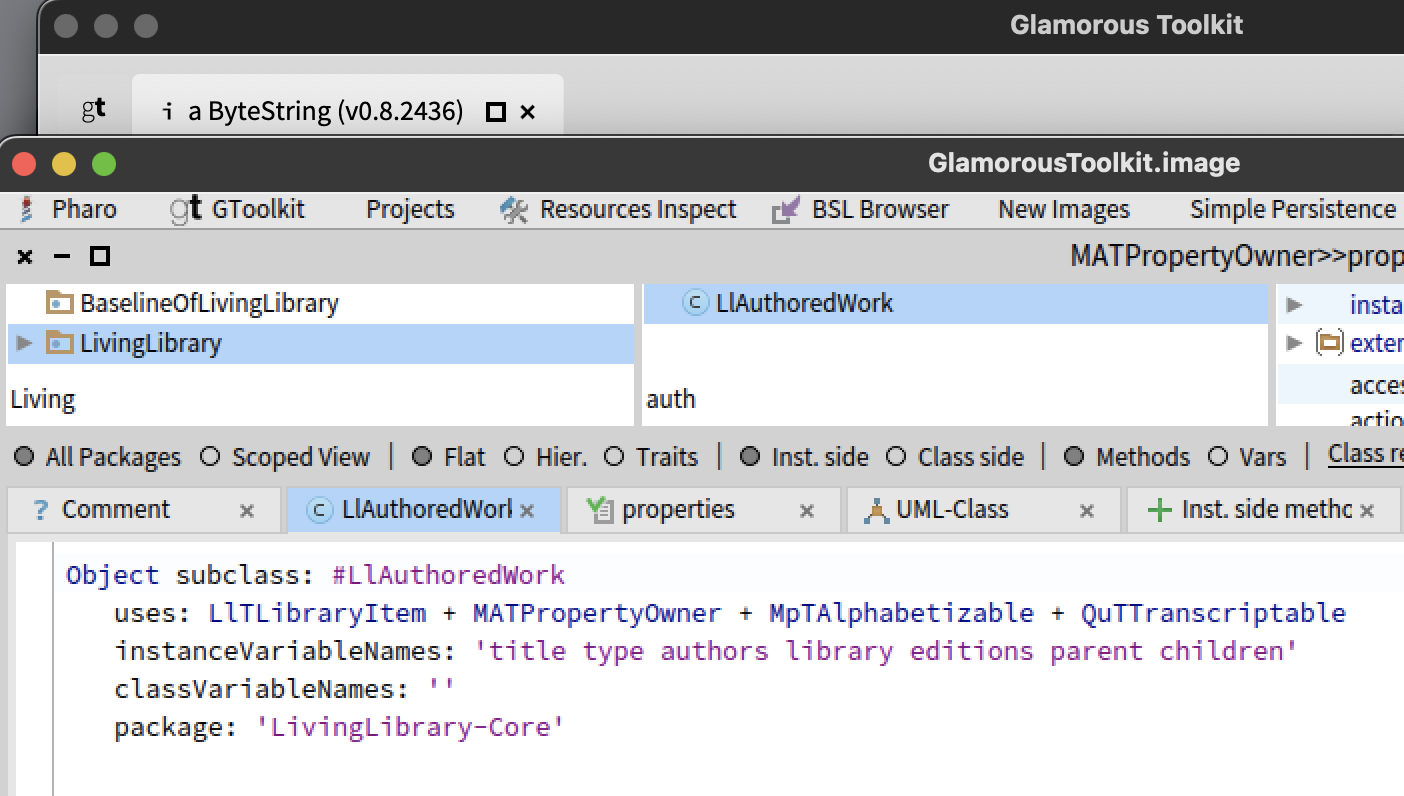 Glamorous Toolkit
gt i a ByteString (v0.8.2436)
GlamorousToolkit.image
Pharo gt GToolkit Projects Resources Inspect BSL Browser New Images Simple Persistence
MATPropertyOwner>>prop
BaselineOfLivingLibrary LlAuthoredWork insta
LivingLibrary exter
acces
Living auth
All Packages Scoped View | Flat Hier. Traits | Inst. side Class side | Methods Vars | Class re
? Comment C LlAuthoredWork properties UML-Class Inst. side methc
Object subclass: #LlAuthoredWork
uses: LlTLibraryItem + MATPropertyOwner + MpTAlphabetizable + QuTTranscriptable
instanceVariableNames: 'title type authors library editions parent children'
classVariableNames: ''
package: 'LivingLibrary-Core'